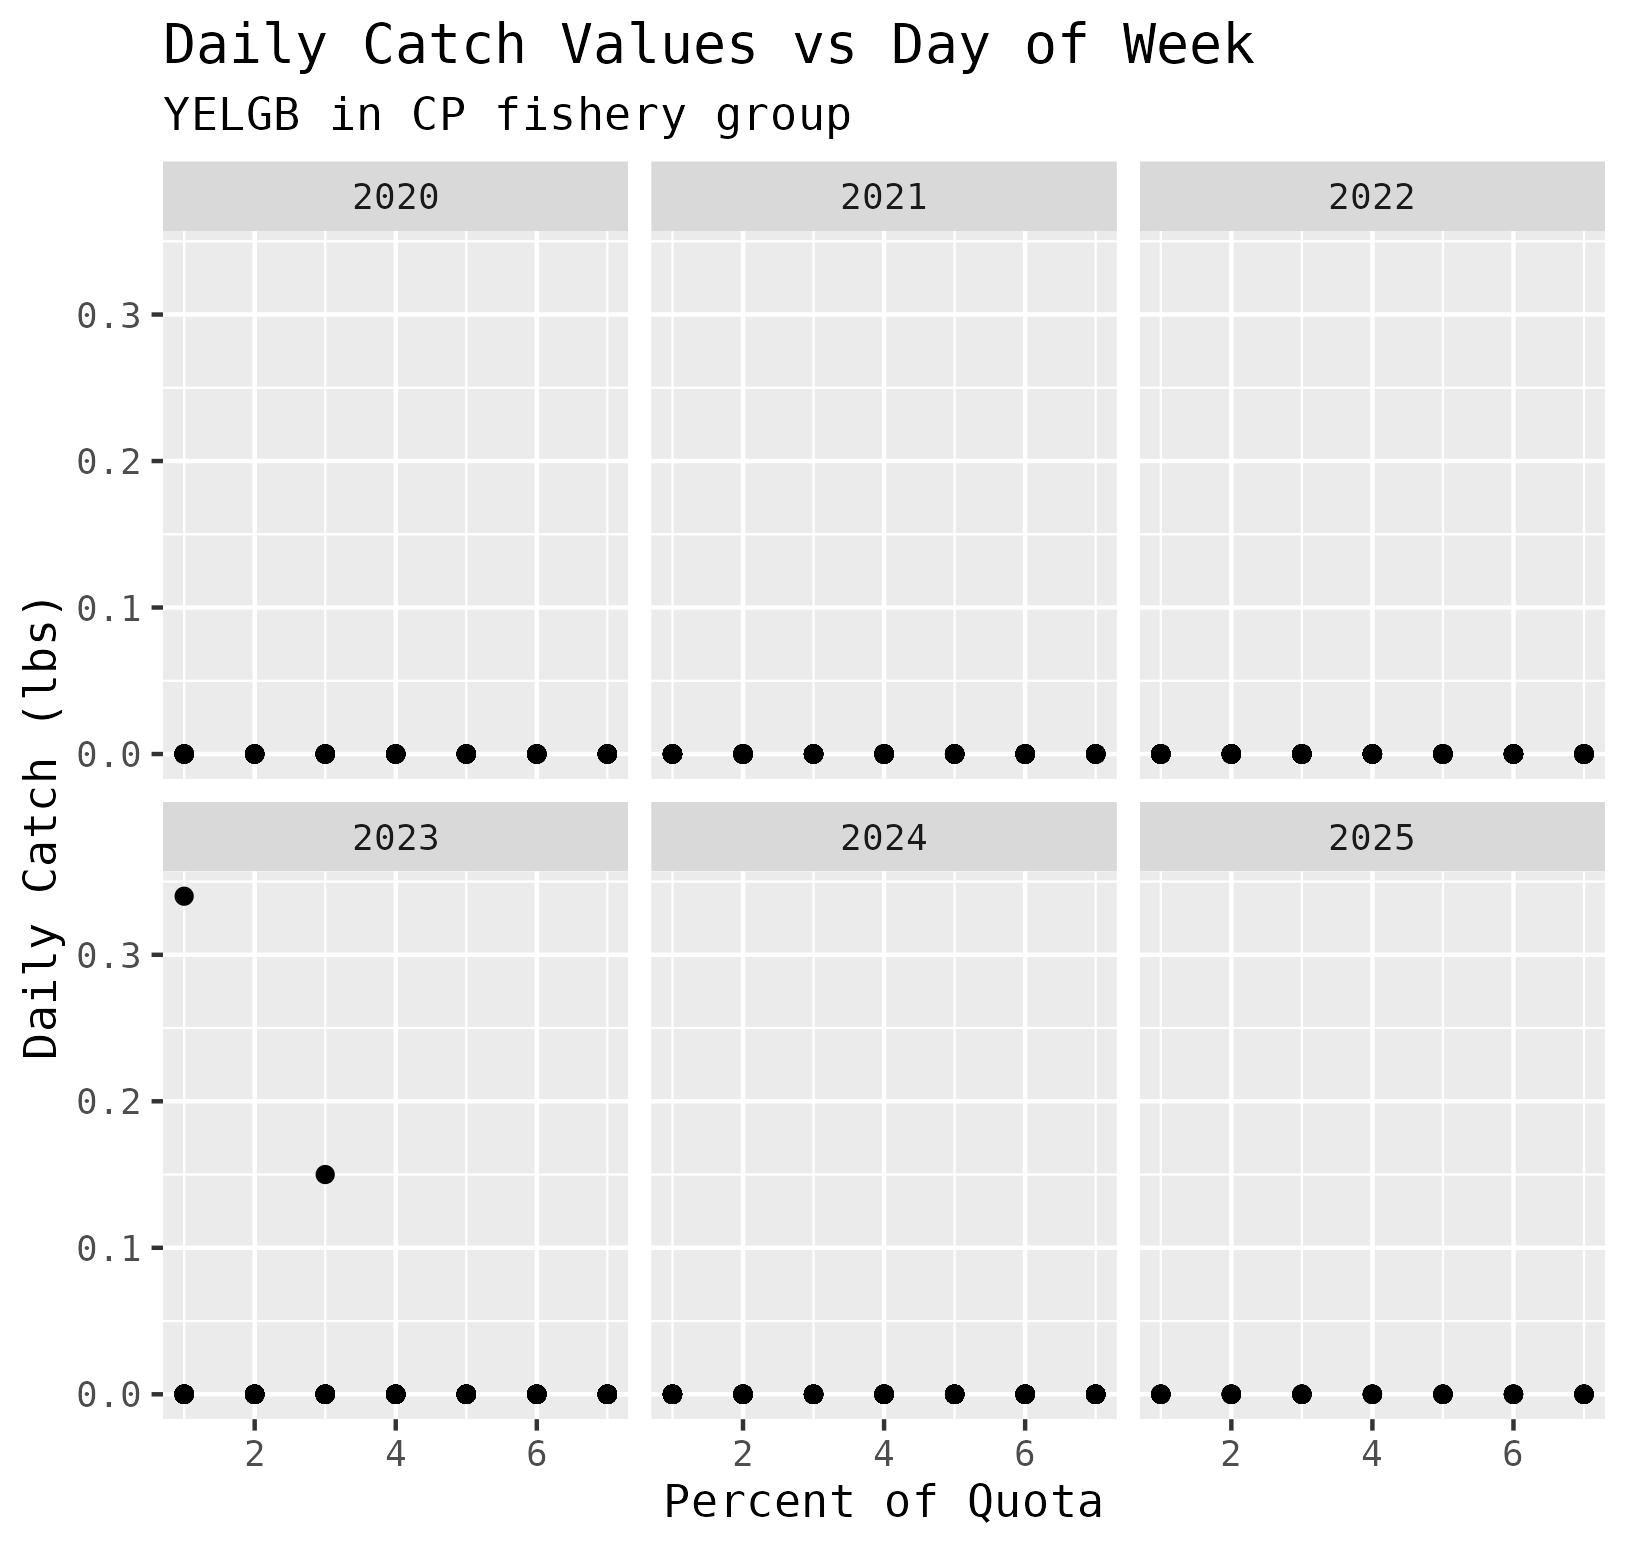 Daily Catch Values vs Day of Week
YELGB in CP fishery group
2020 2021 2022
0.3
0.2
0.1
0.0
Daily Catch (lbs)
2023 2024 2025
0.3
0.2
0.1
0.0
2 4 6 2 4 6 2 4 6
Percent of Quota